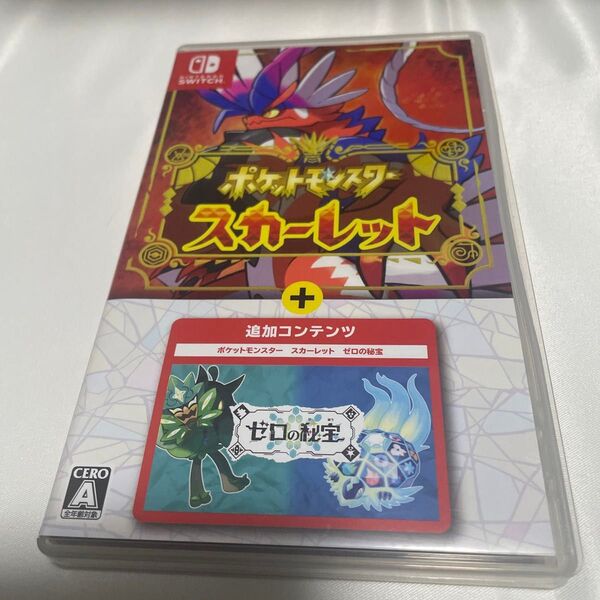 NINTENDO
SWITCH
ポケットモンスター
スカーレット
+
追加コンテンツ
ポケットモンスター スカーレット ゼロの秘宝
ゼロの秘宝
CERO
A
全年齢対象